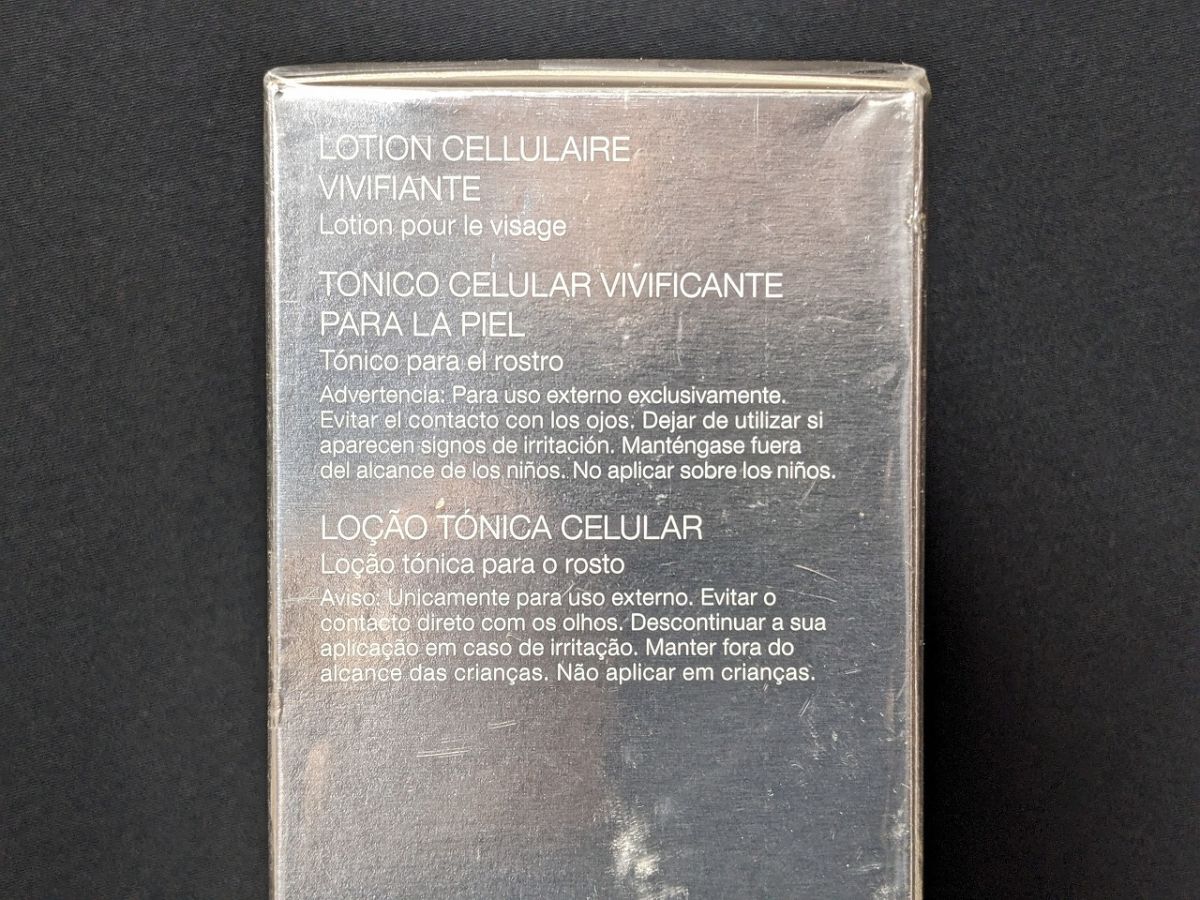 LOTION CELLULAIRE
VIVIFIANTE
Lotion pour le visage
TONICO CELULAR VIVIFICANTE
PARA LA PIEL
Tónico para el rostro
Advertencia: Para uso externo exclusivamente.
Evitar el contacto con los ojos. Dejar de utilizar si
aparecen signos de irritación. Manténgase fuera
del alcance de los niños. No aplicar sobre los niños.
LOÇÃO TÓNICA CELULAR
Loção tónica para o rosto
Aviso: Unicamente para uso externo. Evitar o
contacto direto com os olhos. Descontinuar a sua
aplicação em caso de irritação. Manter fora do
alcance das crianças. Não aplicar em crianças.